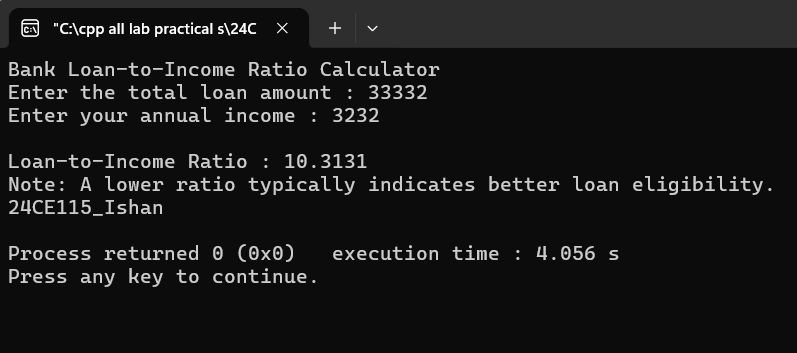 "C:\cpp all lab practical s\24C
Bank Loan-to-Income Ratio Calculator
Enter the total loan amount : 33332
Enter your annual income : 3232
Loan-to-Income Ratio : 10.3131
Note: A lower ratio typically indicates better loan eligibility.
24CE115_Ishan
Process returned 0 (0x0)   execution time : 4.056 s
Press any key to continue.